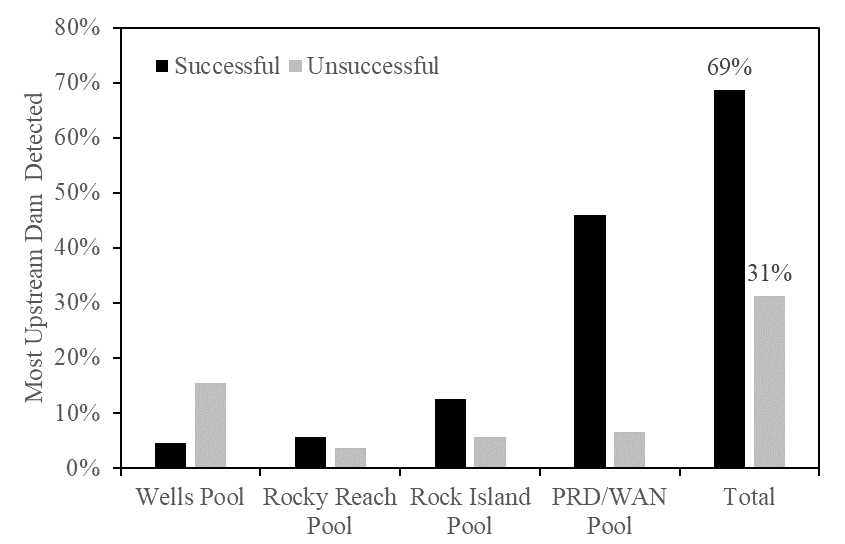 80%
70%
60%
50%
40%
30%
20%
10%
0%
Most Upstream Dam Detected
Successful
Unsuccessful
69%
31%
Wells Pool
Rocky Reach
Pool
Rock Island
Pool
PRD/WAN
Pool
Total